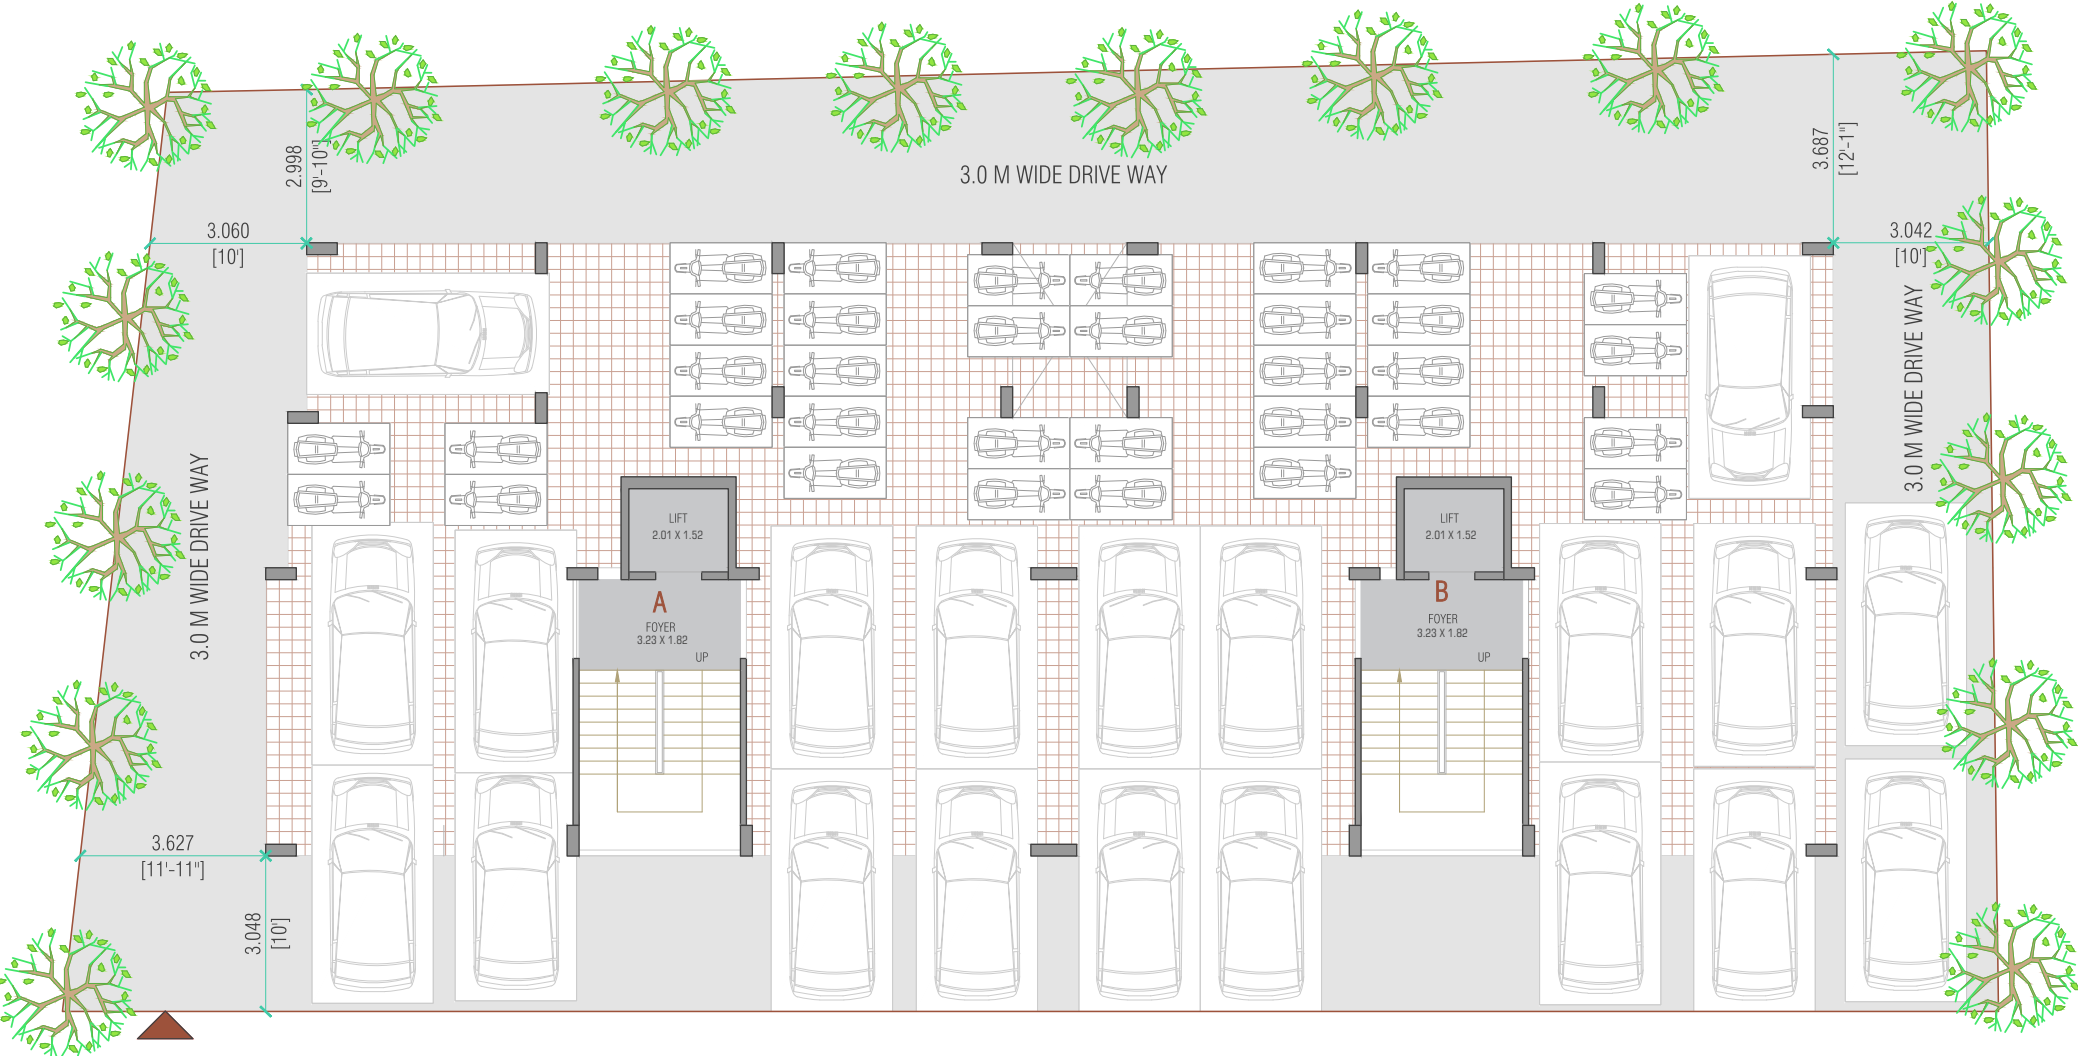 3.0 M WIDE DRIVE WAY
2.998
[9'-10"]
3.687
[12'-1"]
3.060
[10']
3.042
[10']
3.0 M WIDE DRIVE WAY
3.0 M WIDE DRIVE WAY
LIFT
2.01 X 1.52
LIFT
2.01 X 1.52
A
FOYER
3.23 X 1.82
UP
B
FOYER
3.23 X 1.82
UP
3.627
[11'-11"]
3.048
[10']